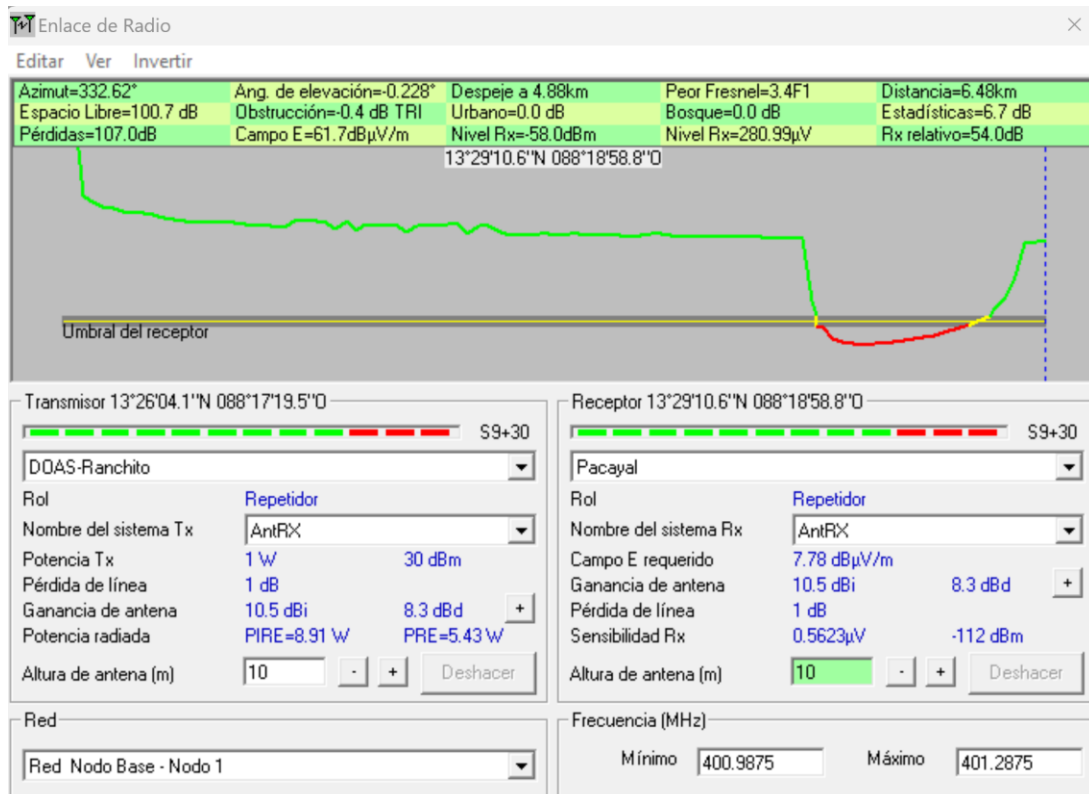 Enlace de Radio
Editar Ver Invertir
Azimut=332.62° Ang. de elevación=-0.228° Despeje a 4.88km Peor Fresnel=3.4F1 Distancia=6.48km
Espacio Libre=100.7 dB Obstrucción=-0.4 dB TRI Urbano=0.0 dB Bosque=0.0 dB Estadísticas=6.7 dB
Pérdidas=107.0dB Campo E=61.7dBµV/m Nivel Rx=-58.0dBm Nivel Rx=280.99µV Rx relativo=54.0dB
13°29'10.6''N 088°18'58.8''O
Umbral del receptor
Transmisor 13°26'04.1''N 088°17'19.5''O
S9+30
DOAS-Ranchito
Rol Repetidor
Nombre del sistema Tx AntRX
Potencia Tx 1 W 30 dBm
Pérdida de línea 1 dB
Ganancia de antena 10.5 dBi 8.3 dBd +
Potencia radiada PIRE=8.91 W PRE=5.43 W
Altura de antena (m) 10 - + Deshacer
Red
Red Nodo Base - Nodo 1
Receptor 13°29'10.6''N 088°18'58.8''O
S9+30
Pacayal
Rol Repetidor
Nombre del sistema Rx AntRX
Campo E requerido 7.78 dBµV/m
Ganancia de antena 10.5 dBi 8.3 dBd +
Pérdida de línea 1 dB
Sensibilidad Rx 0.5623µV -112 dBm
Altura de antena (m) 10 - + Deshacer
Frecuencia (MHz)
Mínimo 400.9875 Máximo 401.2875